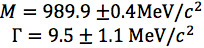 M = 989.9 ±0.4MeV/c²
Γ = 9.5 ± 1.1 MeV/c²